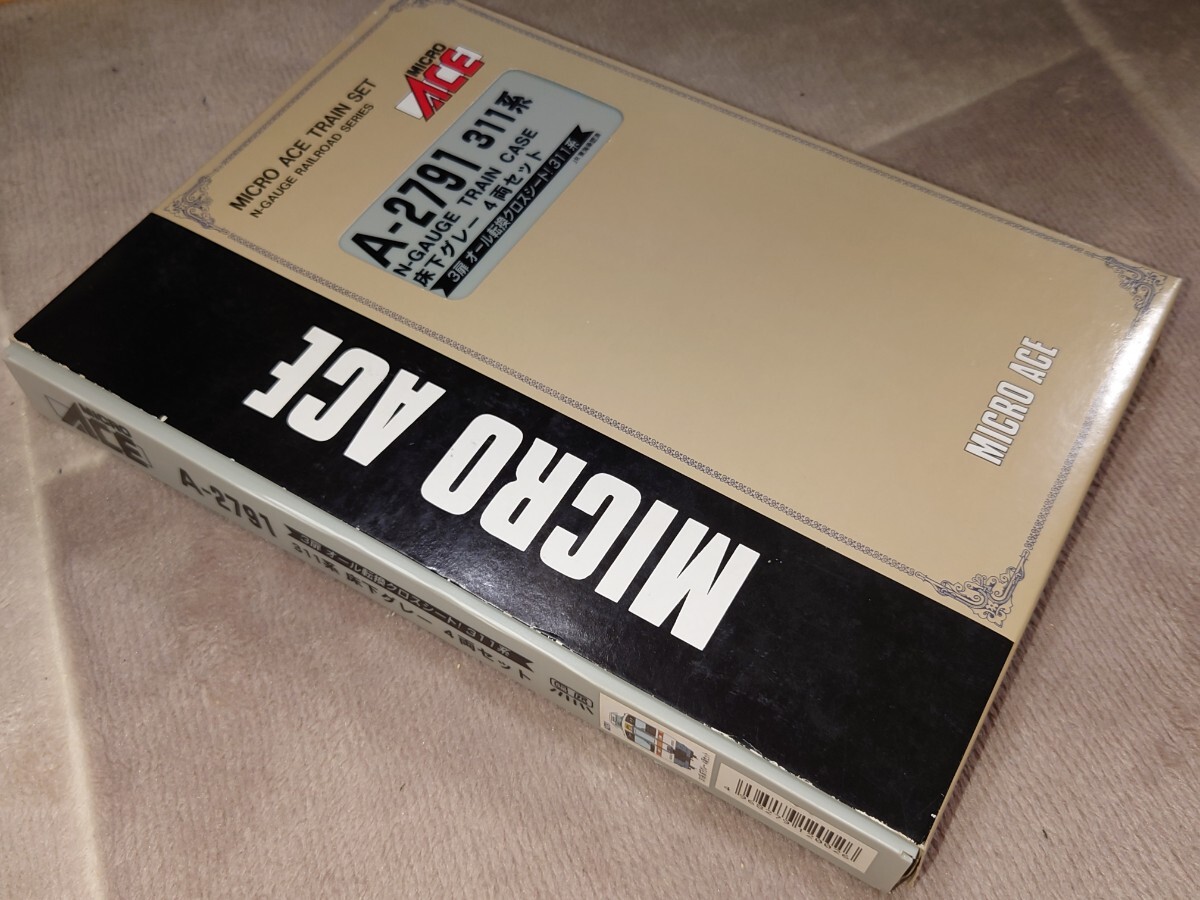 MICRO ACE TRAIN SET
N-GAUGE RAILROAD SERIES
MICRO
ACE
A-2791 311系
N-GAUGE TRAIN CASE
床下グレー 4両セット
3扉 オール転換クロスシート! 311系
MICRO ACE
MICRO ACE
MICRO
ACE
A-2791
3扉 オール転換クロスシート! 311系
311系 床下グレー 4両セット